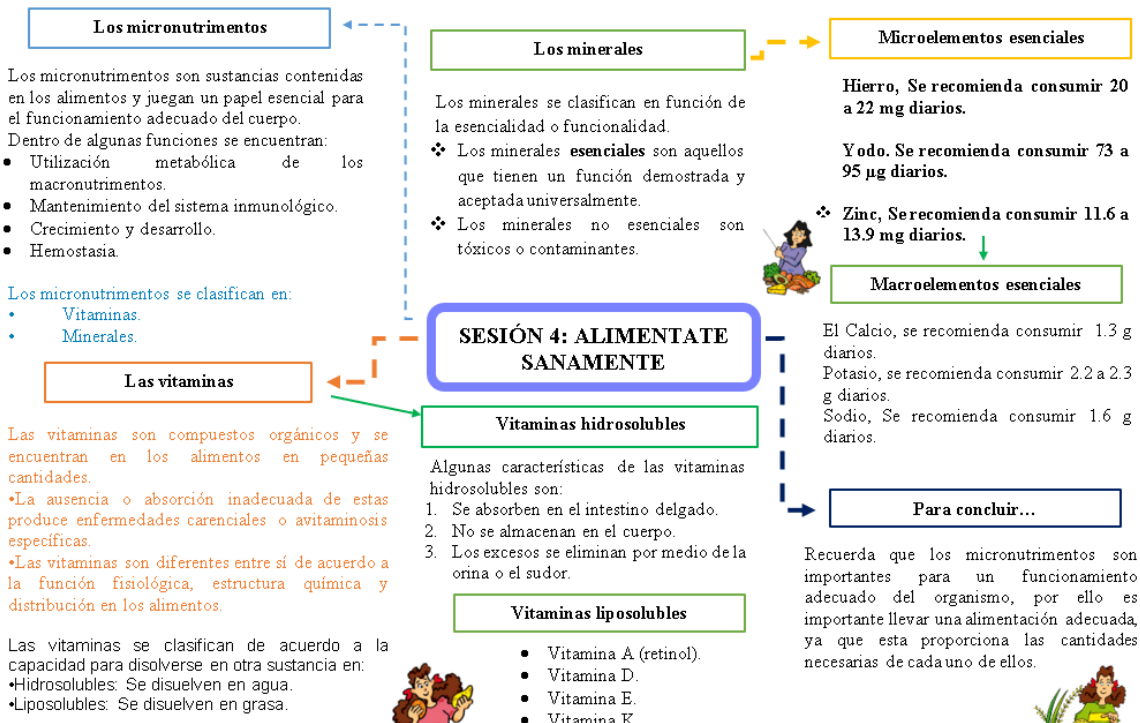 Los micronutrimentos
Los micronutrimentos son sustancias contenidas
en los alimentos y juegan un papel esencial para
el funcionamiento adecuado del cuerpo.
Dentro de algunas funciones se encuentran:
● Utilización metabólica de los
macronutrimentos.
● Mantenimiento del sistema inmunológico.
● Crecimiento y desarrollo.
● Hemostasia.
Los micronutrimentos se clasifican en:
• Vitaminas.
• Minerales.
Las vitaminas
Las vitaminas son compuestos orgánicos y se
encuentran en los alimentos en pequeñas
cantidades.
•La ausencia o absorción inadecuada de estas
produce enfermedades carenciales o avitaminosis
específicas.
•Las vitaminas son diferentes entre sí de acuerdo a
la función fisiológica, estructura química y
distribución en los alimentos.
Las vitaminas se clasifican de acuerdo a la
capacidad para disolverse en otra sustancia en:
•Hidrosolubles: Se disuelven en agua.
•Liposolubles: Se disuelven en grasa.
Los minerales
Los minerales se clasifican en función de
la esencialidad o funcionalidad.
❖ Los minerales esenciales son aquellos
que tienen un función demostrada y
aceptada universalmente.
❖ Los minerales no esenciales son
tóxicos o contaminantes.
SESIÓN 4: ALIMENTATE
SANAMENTE
Vitaminas hidrosolubles
Algunas características de las vitaminas
hidrosolubles son:
1. Se absorben en el intestino delgado.
2. No se almacenan en el cuerpo.
3. Los excesos se eliminan por medio de la
orina o el sudor.
Vitaminas liposolubles
● Vitamina A (retinol).
● Vitamina D.
● Vitamina E.
● Vitamina K
Microelementos esenciales
Hierro, Se recomienda consumir 20
a 22 mg diarios.
Yodo. Se recomienda consumir 73 a
95 µg diarios.
❖ Zinc, Se recomienda consumir 11.6 a
13.9 mg diarios.
Macroelementos esenciales
El Calcio, se recomienda consumir 1.3 g
diarios.
Potasio, se recomienda consumir 2.2 a 2.3
g diarios.
Sodio, Se recomienda consumir 1.6 g
diarios.
Para concluir...
Recuerda que los micronutrimentos son
importantes para un funcionamiento
adecuado del organismo, por ello es
importante llevar una alimentación adecuada,
ya que esta proporciona las cantidades
necesarias de cada uno de ellos.